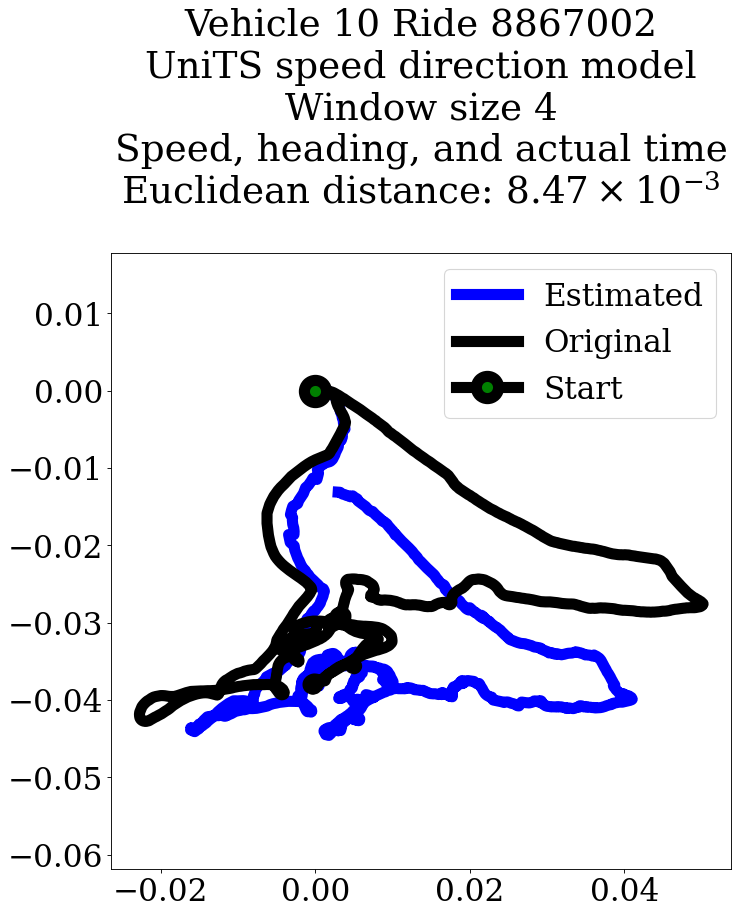 Vehicle 10 Ride 8867002
UniTS speed direction model
Window size 4
Speed, heading, and actual time
Euclidean distance: 8.47 × 10⁻³
Estimated
Original
Start
0.01
0.00
−0.01
−0.02
−0.03
−0.04
−0.05
−0.06
−0.02 0.00 0.02 0.04